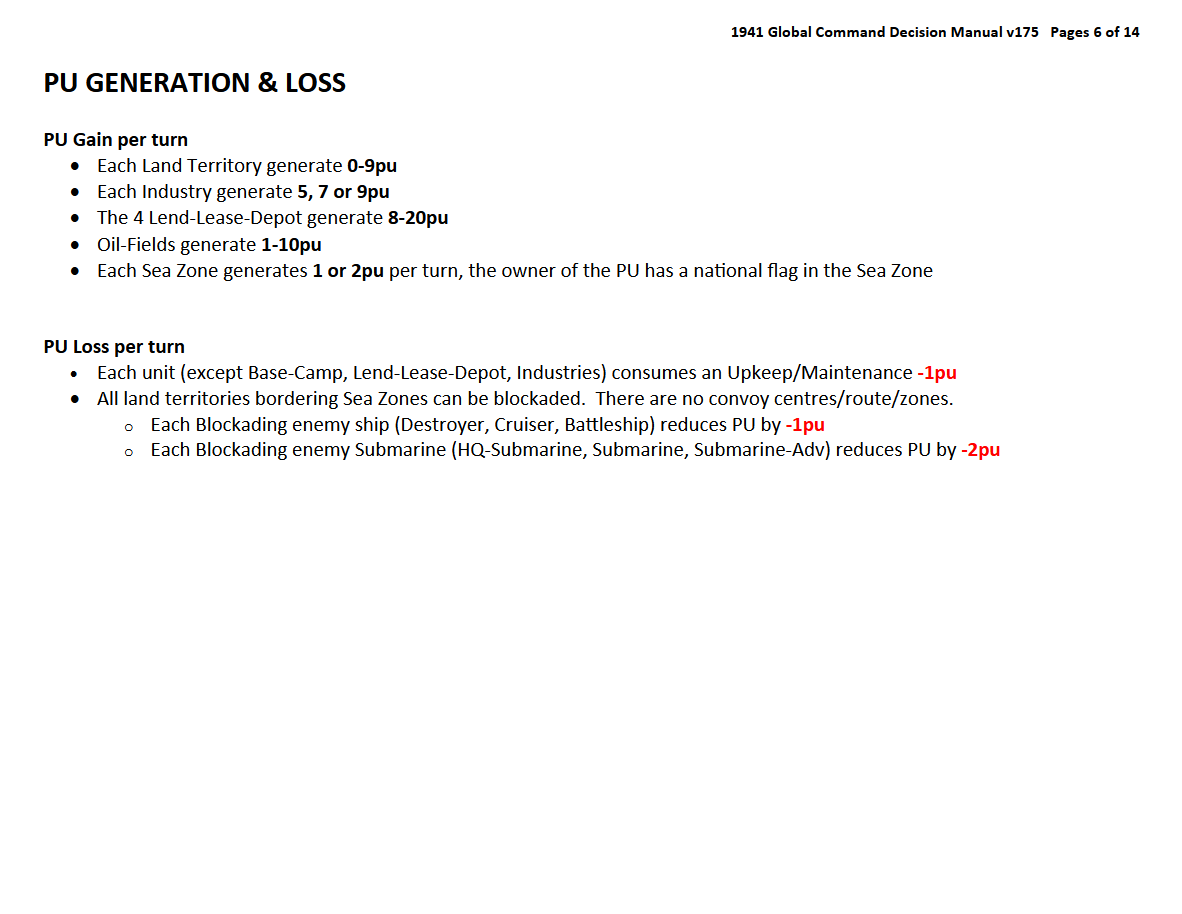 1941 Global Command Decision Manual v175   Pages 6 of 14
PU GENERATION & LOSS
PU Gain per turn
• Each Land Territory generate 0-9pu
• Each Industry generate 5, 7 or 9pu
• The 4 Lend-Lease-Depot generate 8-20pu
• Oil-Fields generate 1-10pu
• Each Sea Zone generates 1 or 2pu per turn, the owner of the PU has a national flag in the Sea Zone
PU Loss per turn
• Each unit (except Base-Camp, Lend-Lease-Depot, Industries) consumes an Upkeep/Maintenance -1pu
• All land territories bordering Sea Zones can be blockaded.  There are no convoy centres/route/zones.
o Each Blockading enemy ship (Destroyer, Cruiser, Battleship) reduces PU by -1pu
o Each Blockading enemy Submarine (HQ-Submarine, Submarine, Submarine-Adv) reduces PU by -2pu